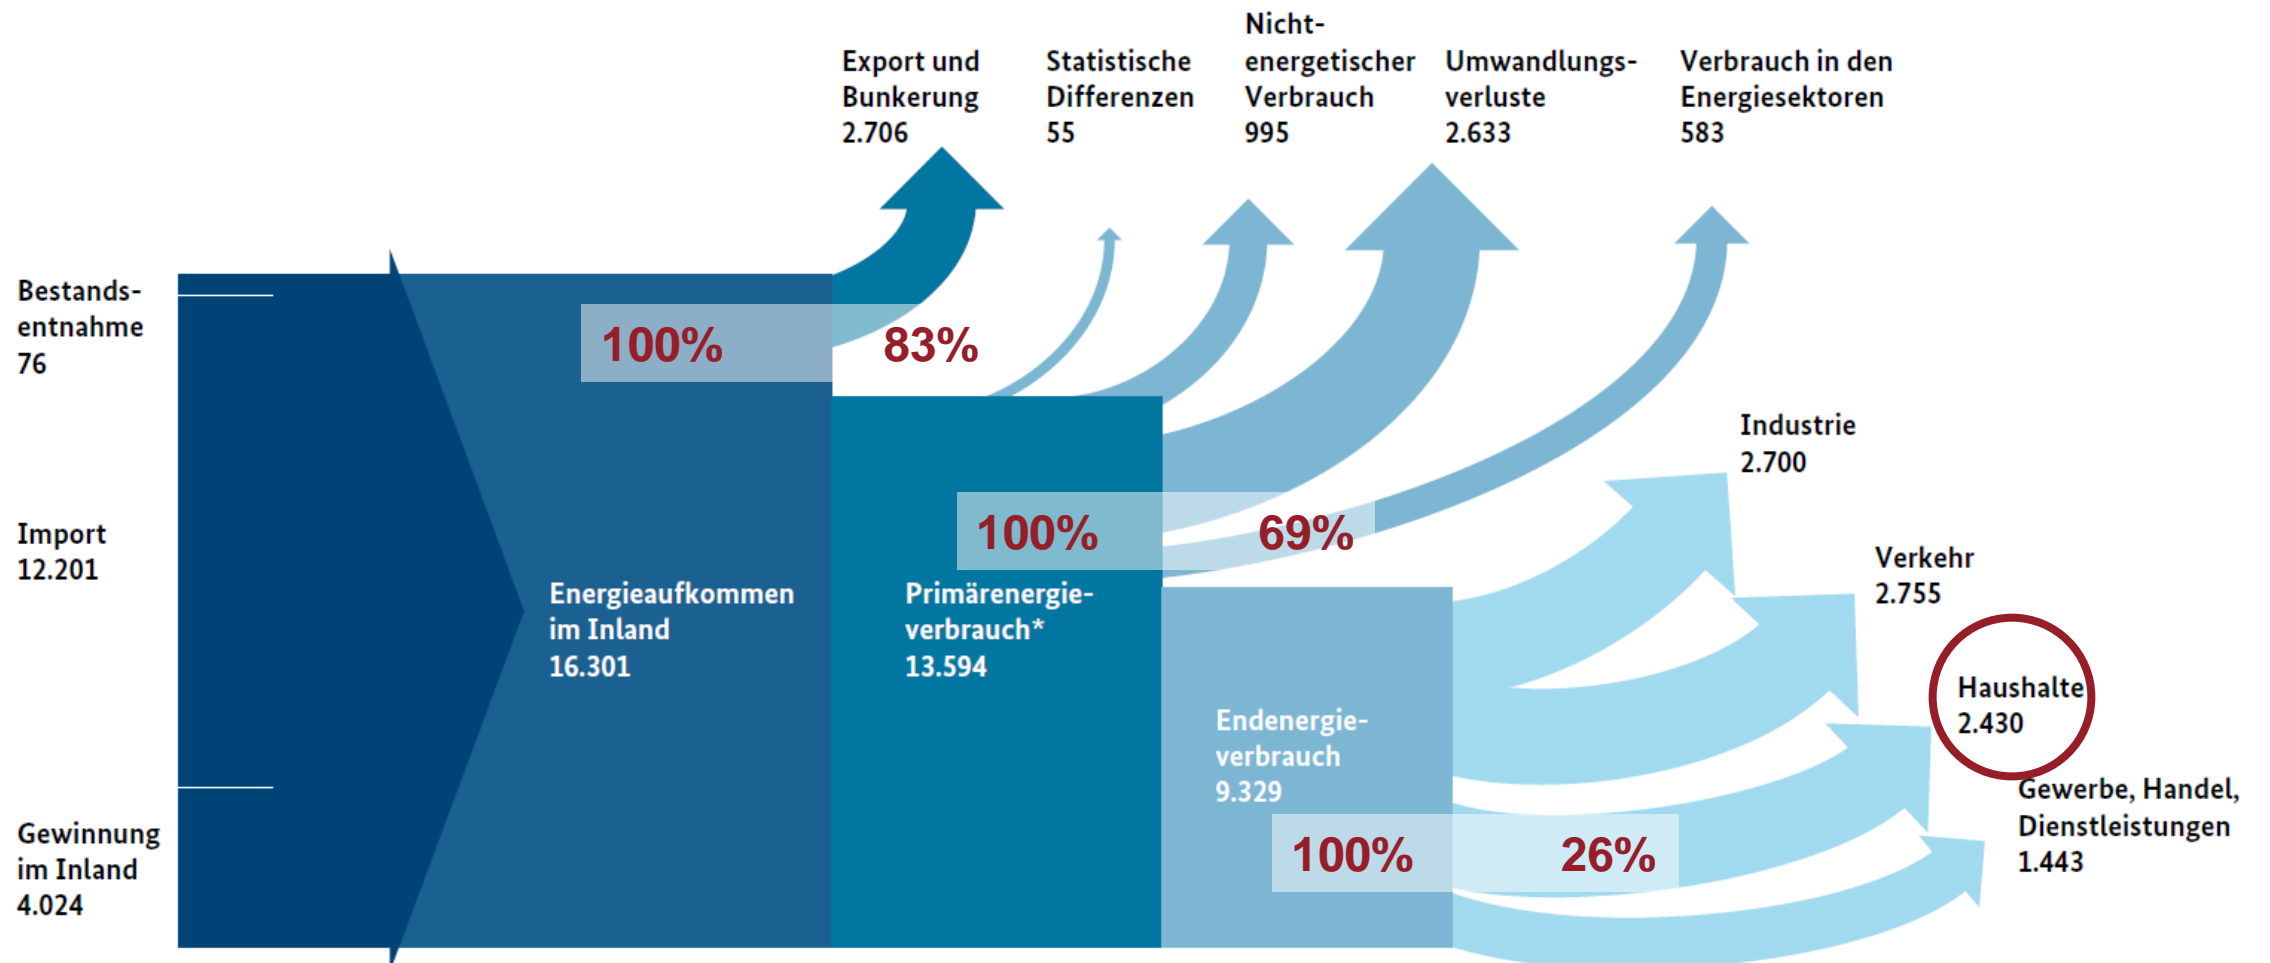 Export und
Bunkerung
2.706
Statistische
Differenzen
55
Nicht-
energetischer
Verbrauch
995
Umwandlungs-
verluste
2.633
Verbrauch in den
Energiesektoren
583
Bestands-
entnahme
76
Import
12.201
Gewinnung
im Inland
4.024
100%
83%
Energieaufkommen
im Inland
16.301
100%
69%
Primärenergie-
verbrauch*
13.594
Endenergie-
verbrauch
9.329
100%
26%
Industrie
2.700
Verkehr
2.755
Haushalte
2.430
Gewerbe, Handel,
Dienstleistungen
1.443